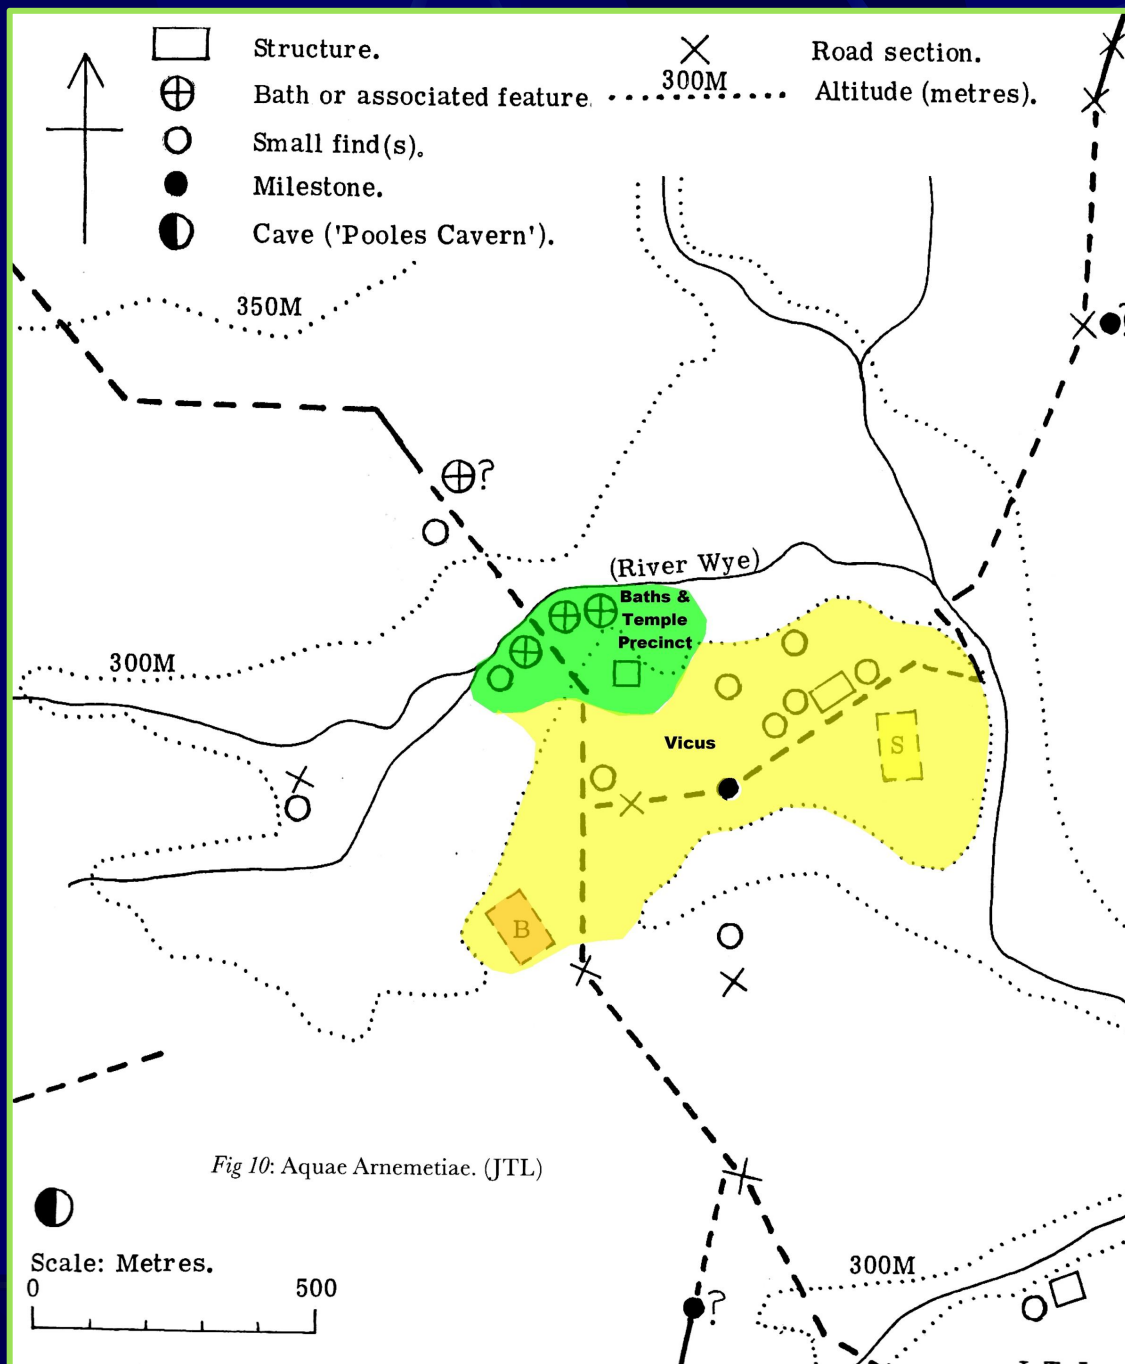 Structure.
Bath or associated feature.
Small find(s).
Milestone.
Cave ('Pooles Cavern').
Road section.
300M
Altitude (metres).
350M
?
?
(River Wye)
Baths &
Temple
Precinct
300M
Vicus
S
B
Fig 10: Aquae Arnemetiae. (JTL)
Scale: Metres.
0 500
?
300M